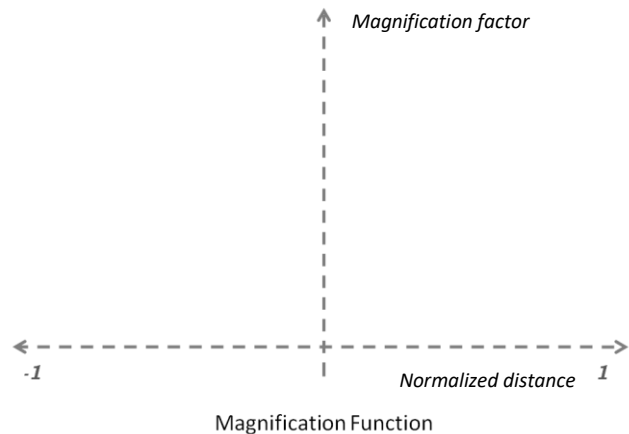 Magnification factor
-1
Normalized distance 1
Magnification Function